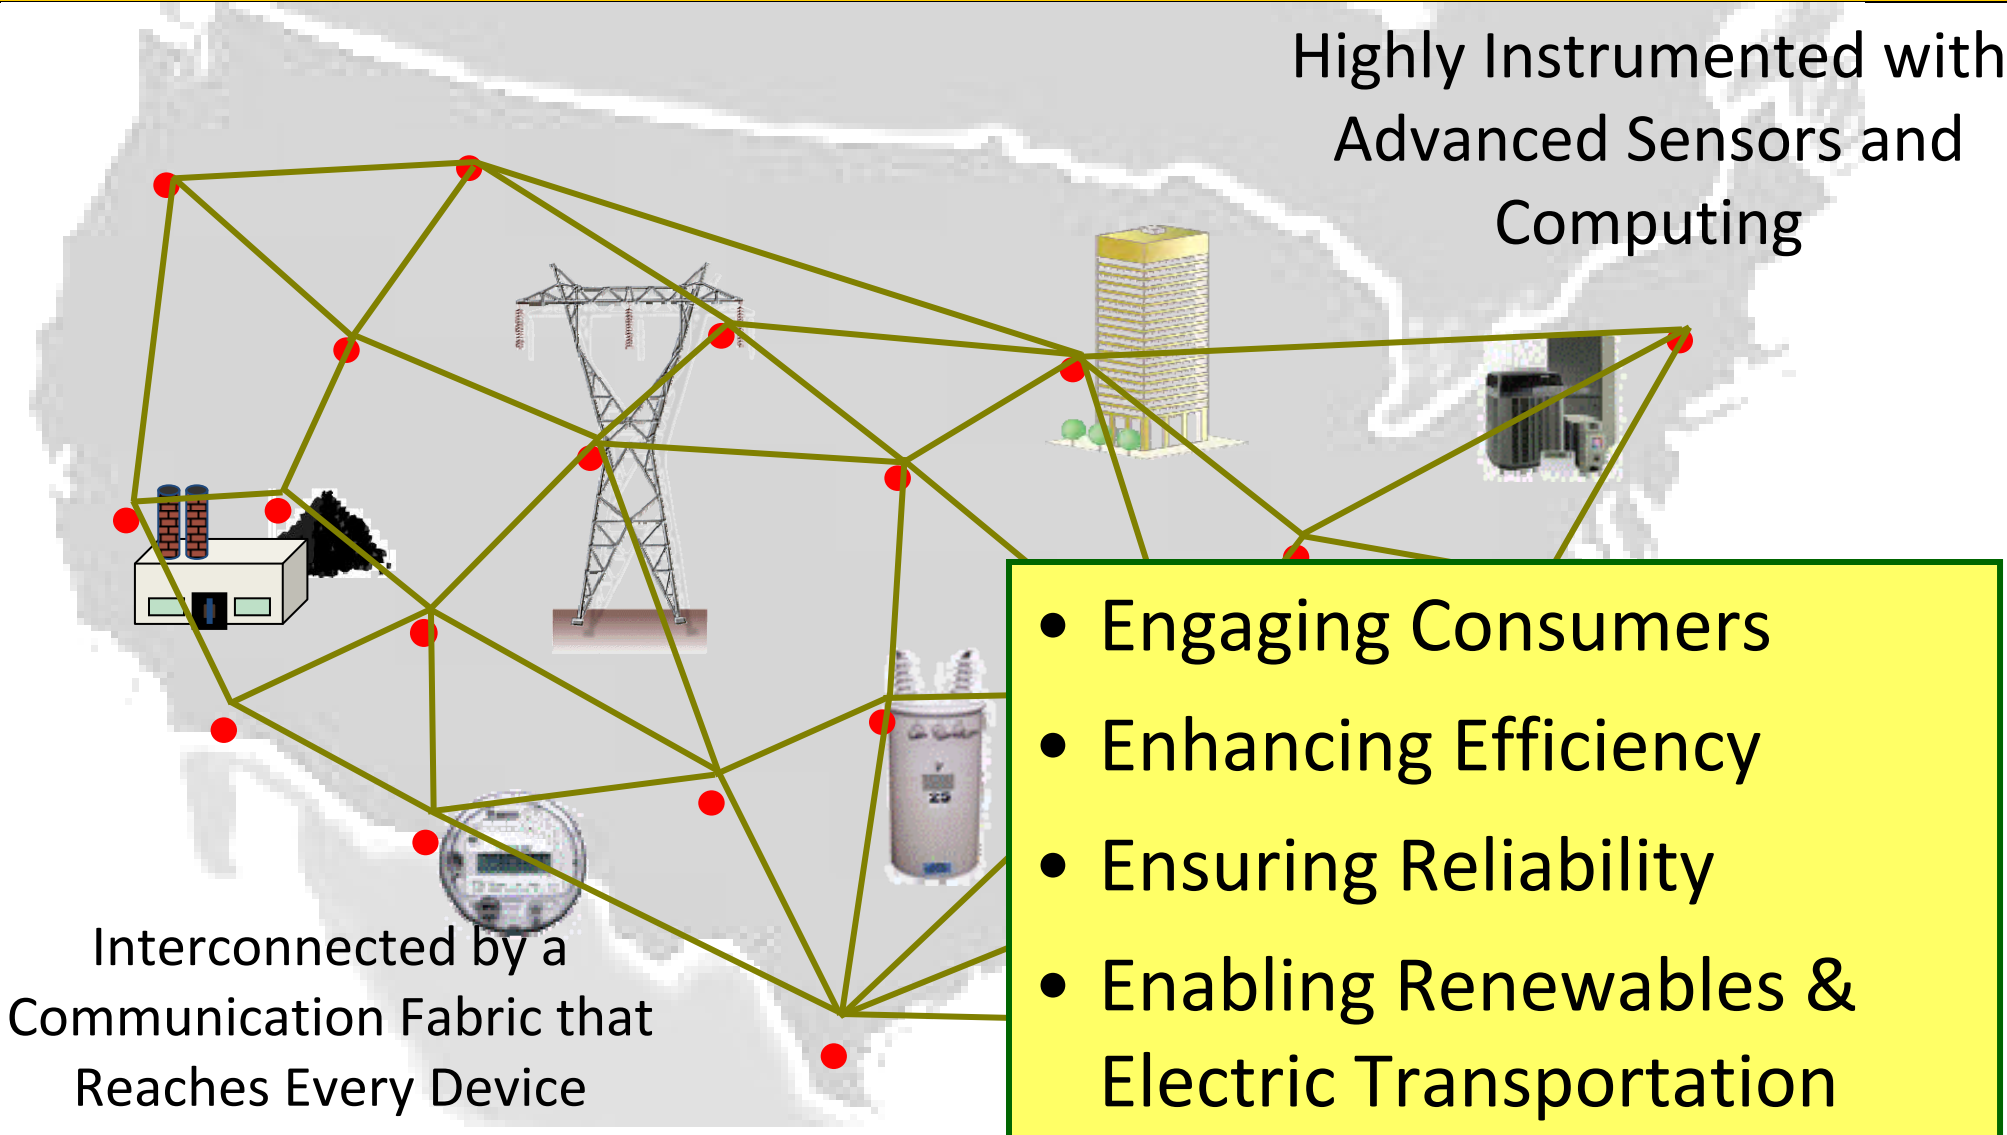 Highly Instrumented with
Advanced Sensors and
Computing
• Engaging Consumers
• Enhancing Efficiency
• Ensuring Reliability
• Enabling Renewables &
Electric Transportation
25
Interconnected by a
Communication Fabric that
Reaches Every Device